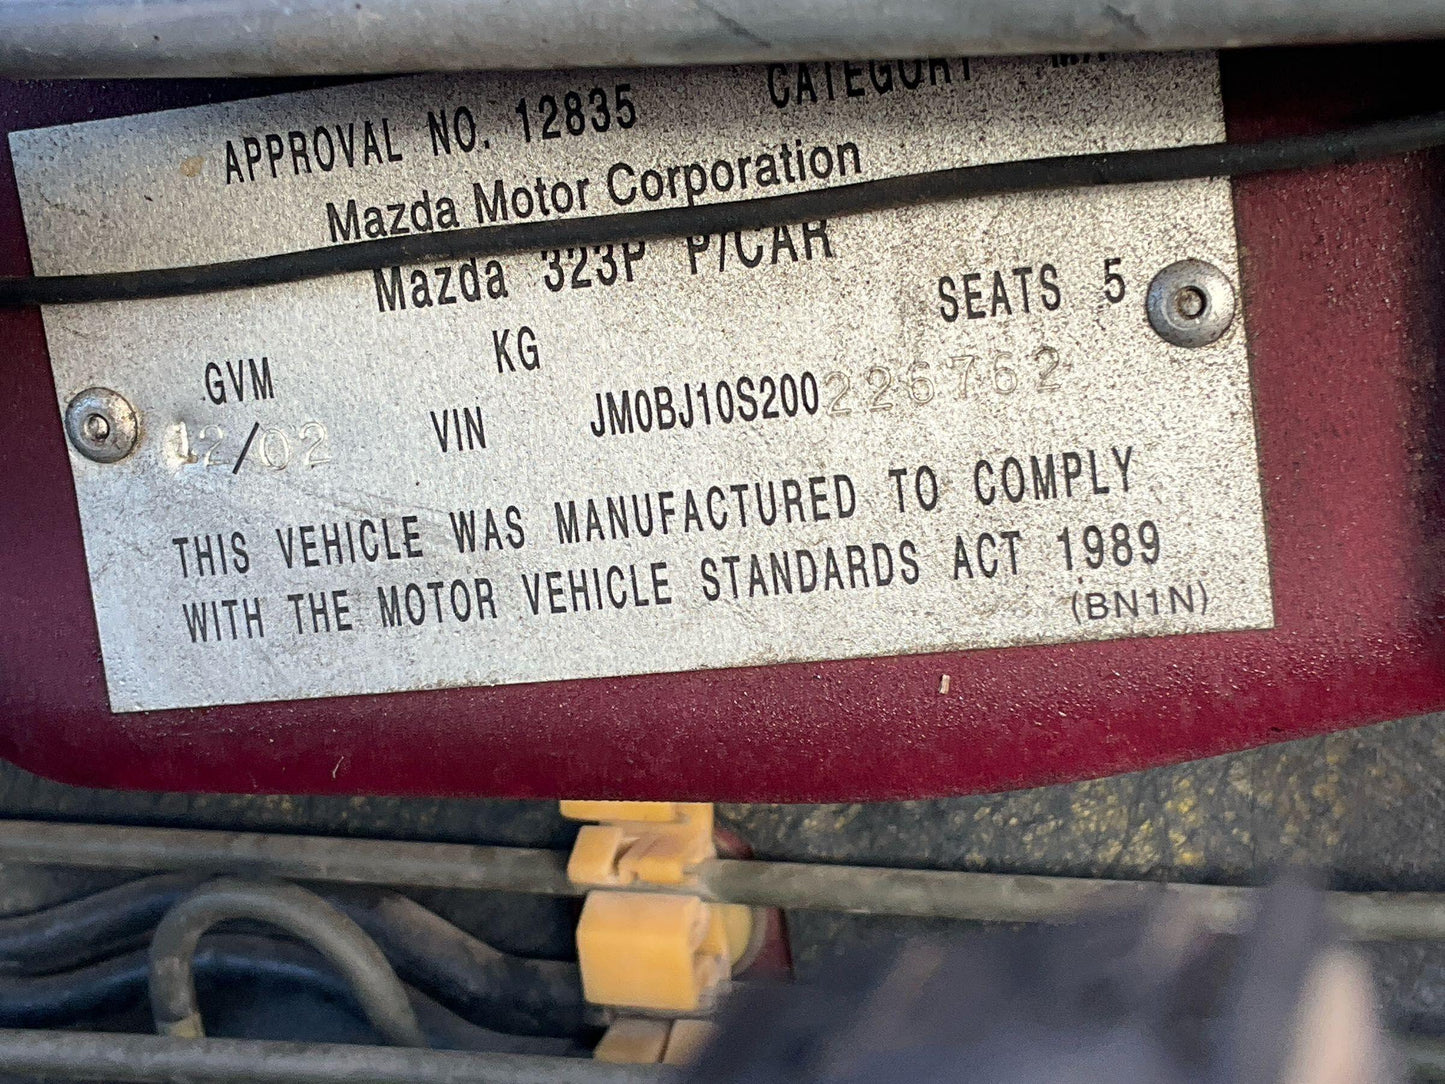 APPROVAL NO. 12835 CATEGORY
Mazda Motor Corporation
Mazda 323P P/CAR
SEATS 5
GVM KG
12/02 VIN JM0BJ10S200226762
THIS VEHICLE WAS MANUFACTURED TO COMPLY
WITH THE MOTOR VEHICLE STANDARDS ACT 1989
(BN1N)